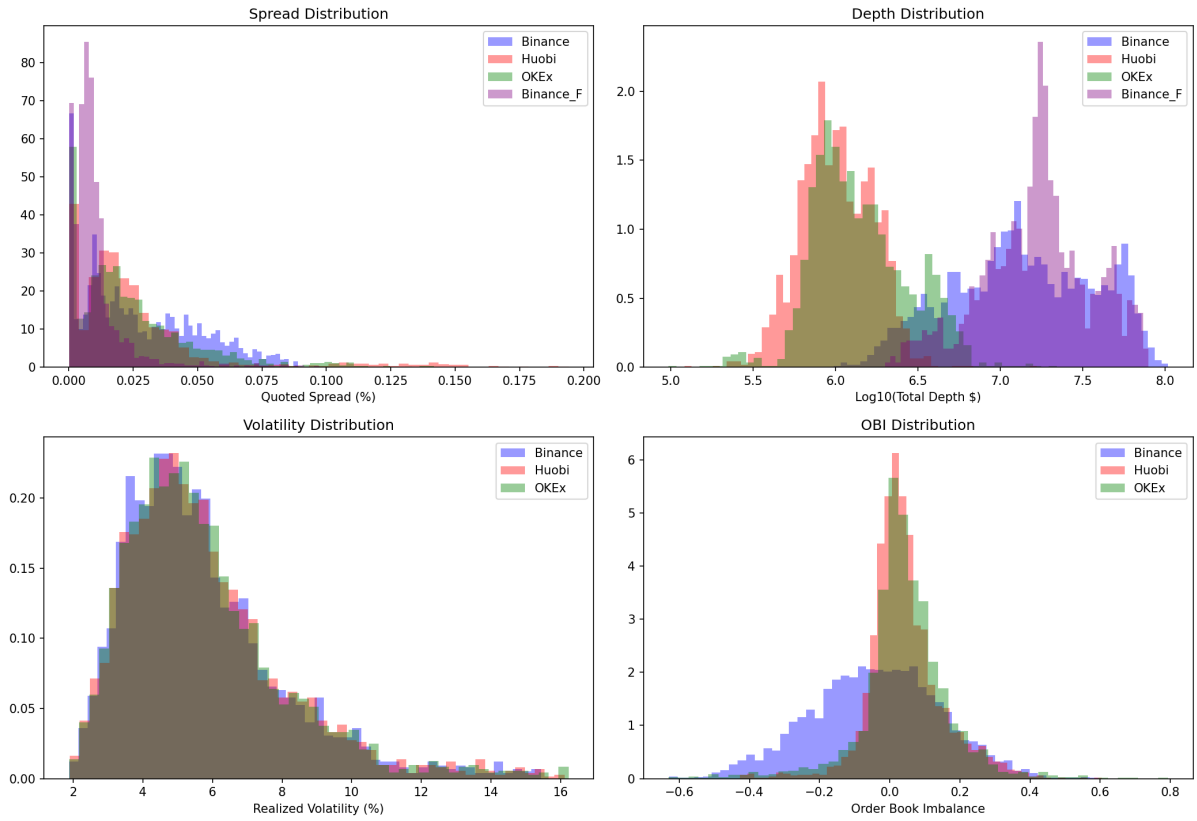 Spread Distribution
80
70
60
50
40
30
20
10
0
0.000 0.025 0.050 0.075 0.100 0.125 0.150 0.175 0.200
Quoted Spread (%)
Binance
Huobi
OKEx
Binance_F
Depth Distribution
2.0
1.5
1.0
0.5
0.0
5.0 5.5 6.0 6.5 7.0 7.5 8.0
Log10(Total Depth $)
Binance
Huobi
OKEx
Binance_F
Volatility Distribution
0.20
0.15
0.10
0.05
0.00
2 4 6 8 10 12 14 16
Realized Volatility (%)
Binance
Huobi
OKEx
OBI Distribution
6
5
4
3
2
1
0
−0.6 −0.4 −0.2 0.0 0.2 0.4 0.6 0.8
Order Book Imbalance
Binance
Huobi
OKEx